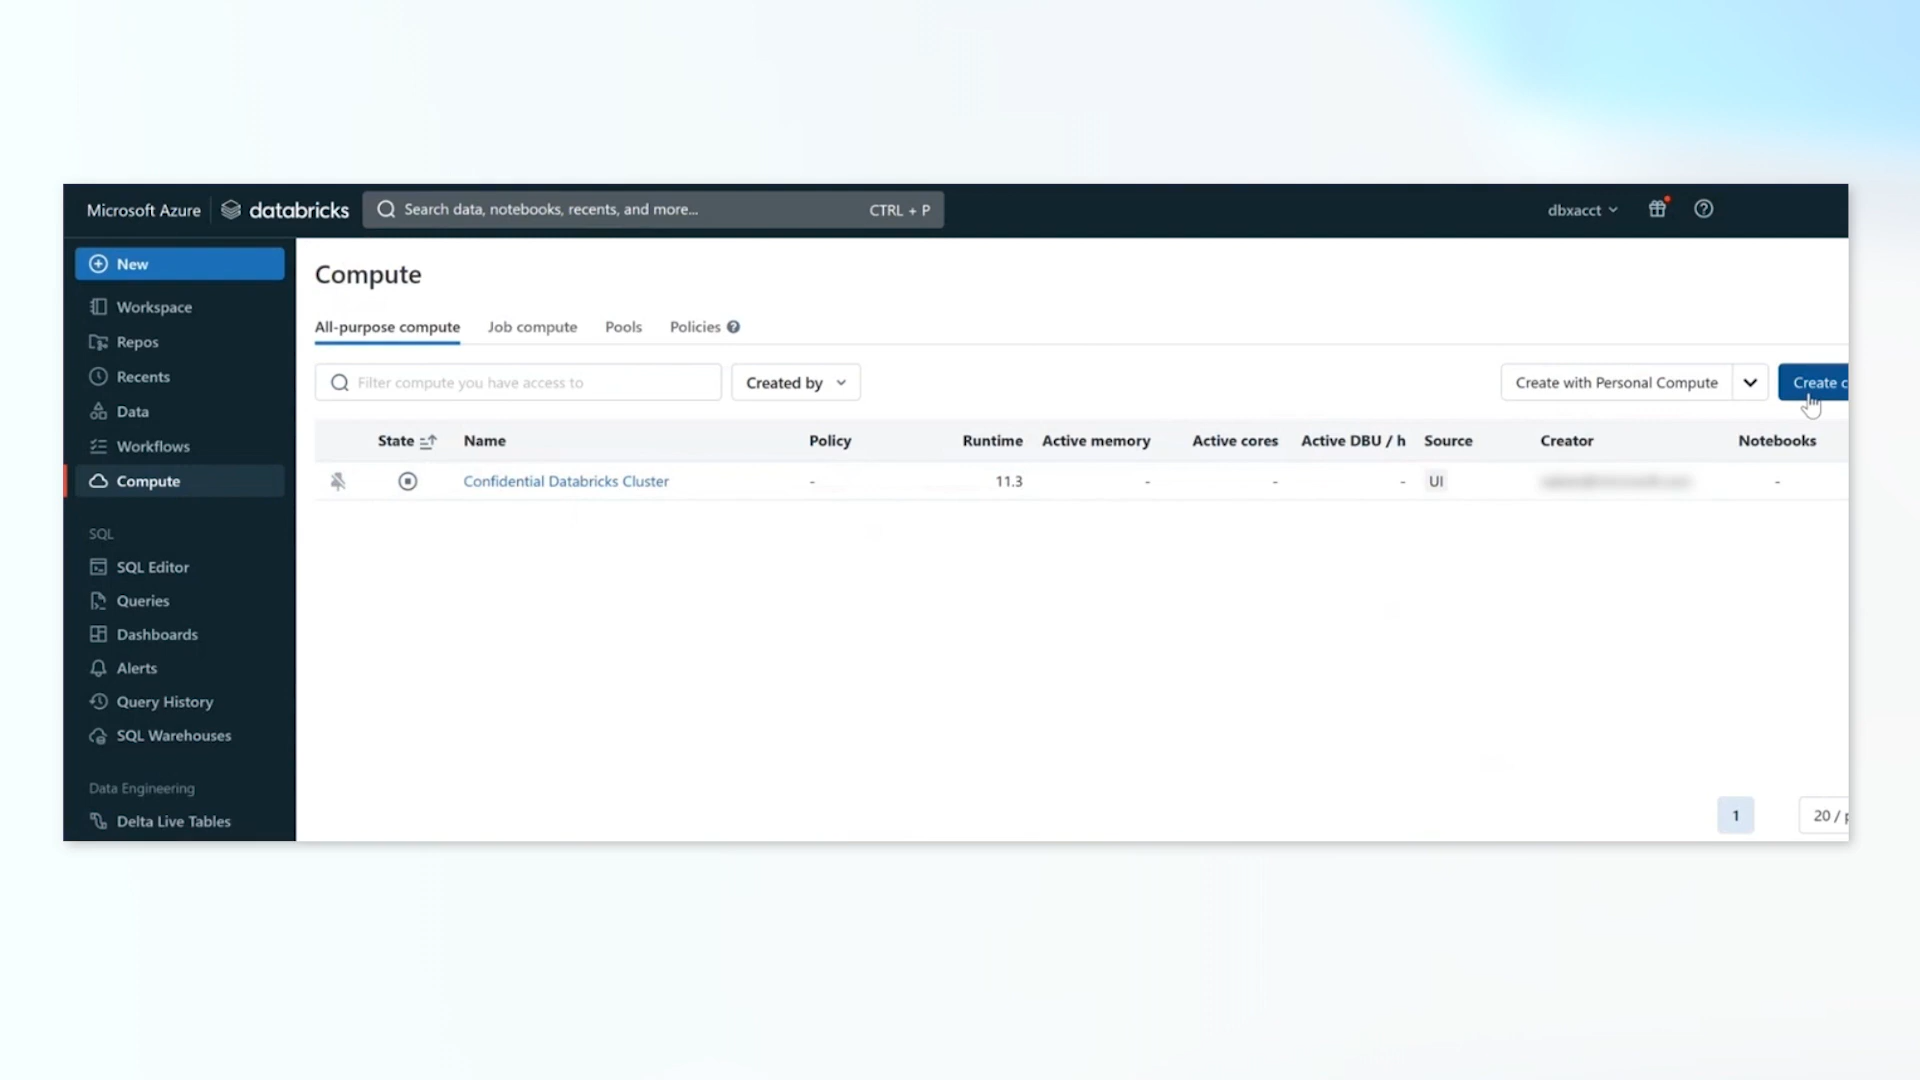 Microsoft Azure databricks Search data, notebooks, recents, and more... CTRL + P dbxacct
New
Workspace
Repos
Recents
Data
Workflows
Compute
SQL
SQL Editor
Queries
Dashboards
Alerts
Query History
SQL Warehouses
Data Engineering
Delta Live Tables
Compute
All-purpose compute Job compute Pools Policies
Filter compute you have access to Created by Create with Personal Compute Create c
State Name Policy Runtime Active memory Active cores Active DBU / h Source Creator Notebooks
Confidential Databricks Cluster - 11.3 - - - UI -
1 20 / p